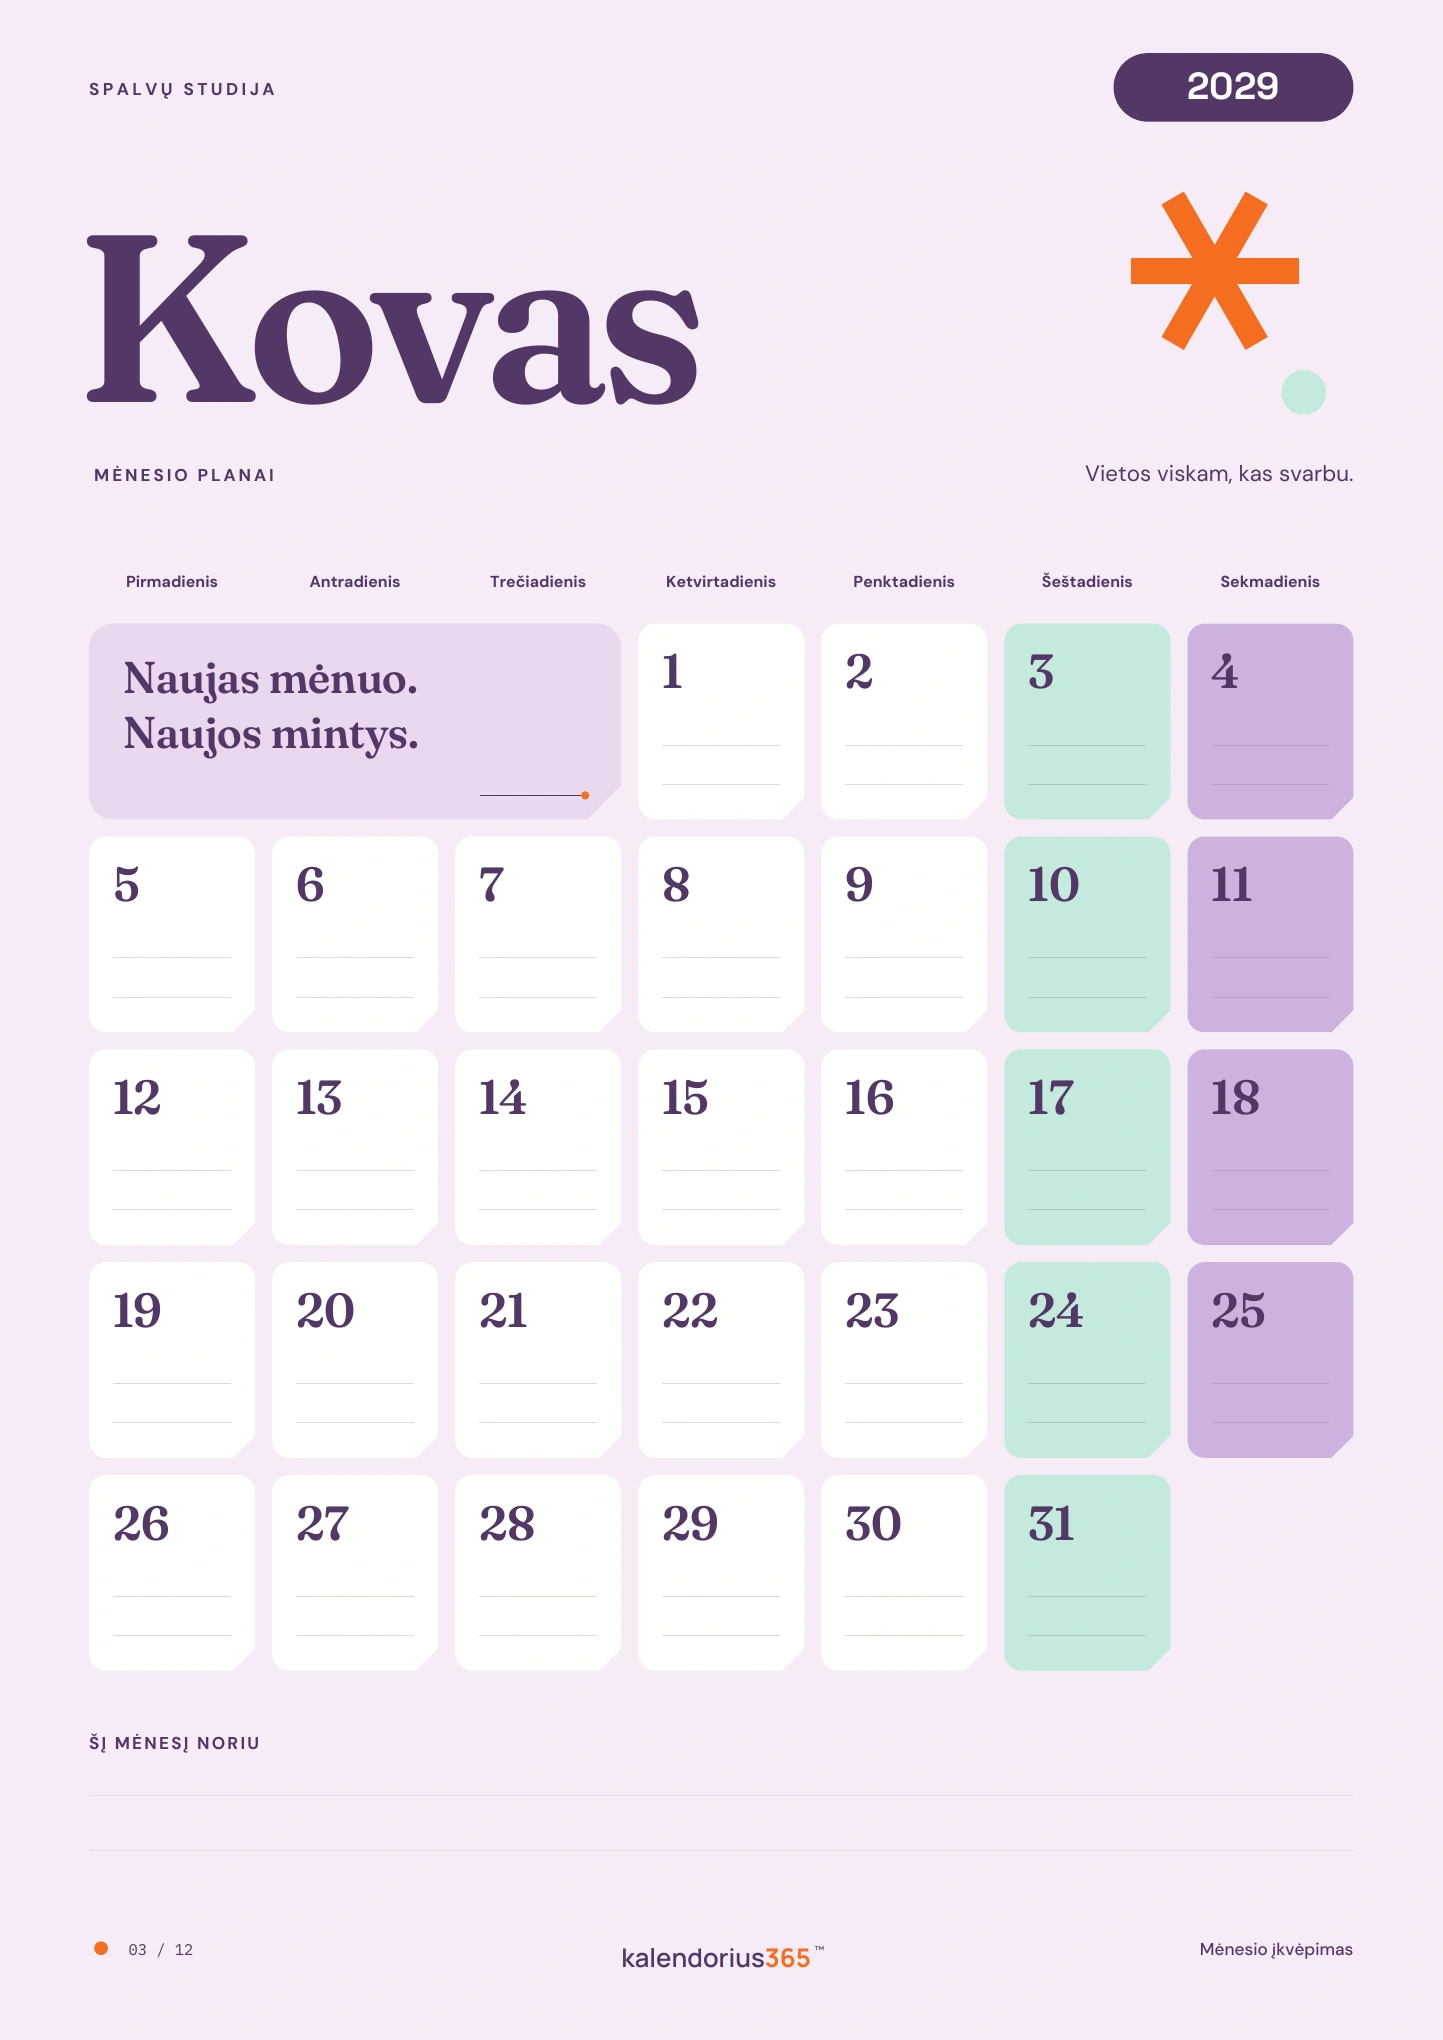 SPALVŲ STUDIJA
2029
Kovas
MĖNESIO PLANAI
Vietos viskam, kas svarbu.
Pirmadienis Antradienis Trečiadienis Ketvirtadienis Penktadienis Šeštadienis Sekmadienis
Naujas mėnuo.
Naujos mintys.
1 2 3 4
5 6 7 8 9 10 11
12 13 14 15 16 17 18
19 20 21 22 23 24 25
26 27 28 29 30 31
ŠĮ MĖNESĮ NORIU
03 / 12
kalendorius365™
Mėnesio įkvėpimas